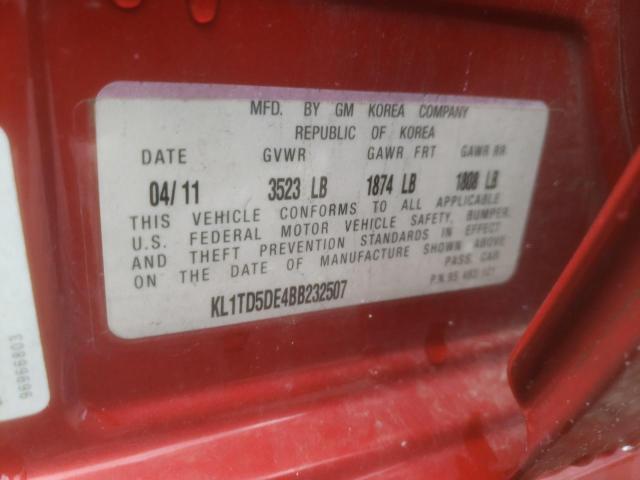 MFD. BY GM KOREA COMPANY
REPUBLIC OF KOREA
DATE GVWR GAWR FRT GAWR RR
04/11 3523 LB 1874 LB 1808 LB
THIS VEHICLE CONFORMS TO ALL APPLICABLE
U.S. FEDERAL MOTOR VEHICLE SAFETY, BUMPER,
AND THEFT PREVENTION STANDARDS IN EFFECT
ON THE DATE OF MANUFACTURE SHOWN ABOVE.
PASS. CAR
KL1TD5DE4BB232507 P/N 95
96966803